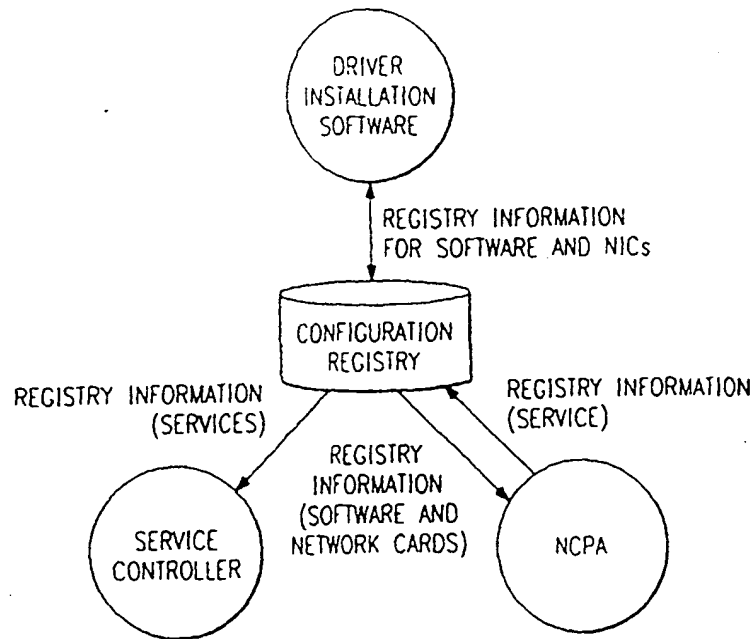 DRIVER
INSTALLATION
SOFTWARE
REGISTRY INFORMATION
FOR SOFTWARE AND NICs
CONFIGURATION
REGISTRY
REGISTRY INFORMATION
(SERVICES)
REGISTRY INFORMATION
(SERVICE)
REGISTRY
INFORMATION
(SOFTWARE AND
NETWORK CARDS)
SERVICE
CONTROLLER
NCPA